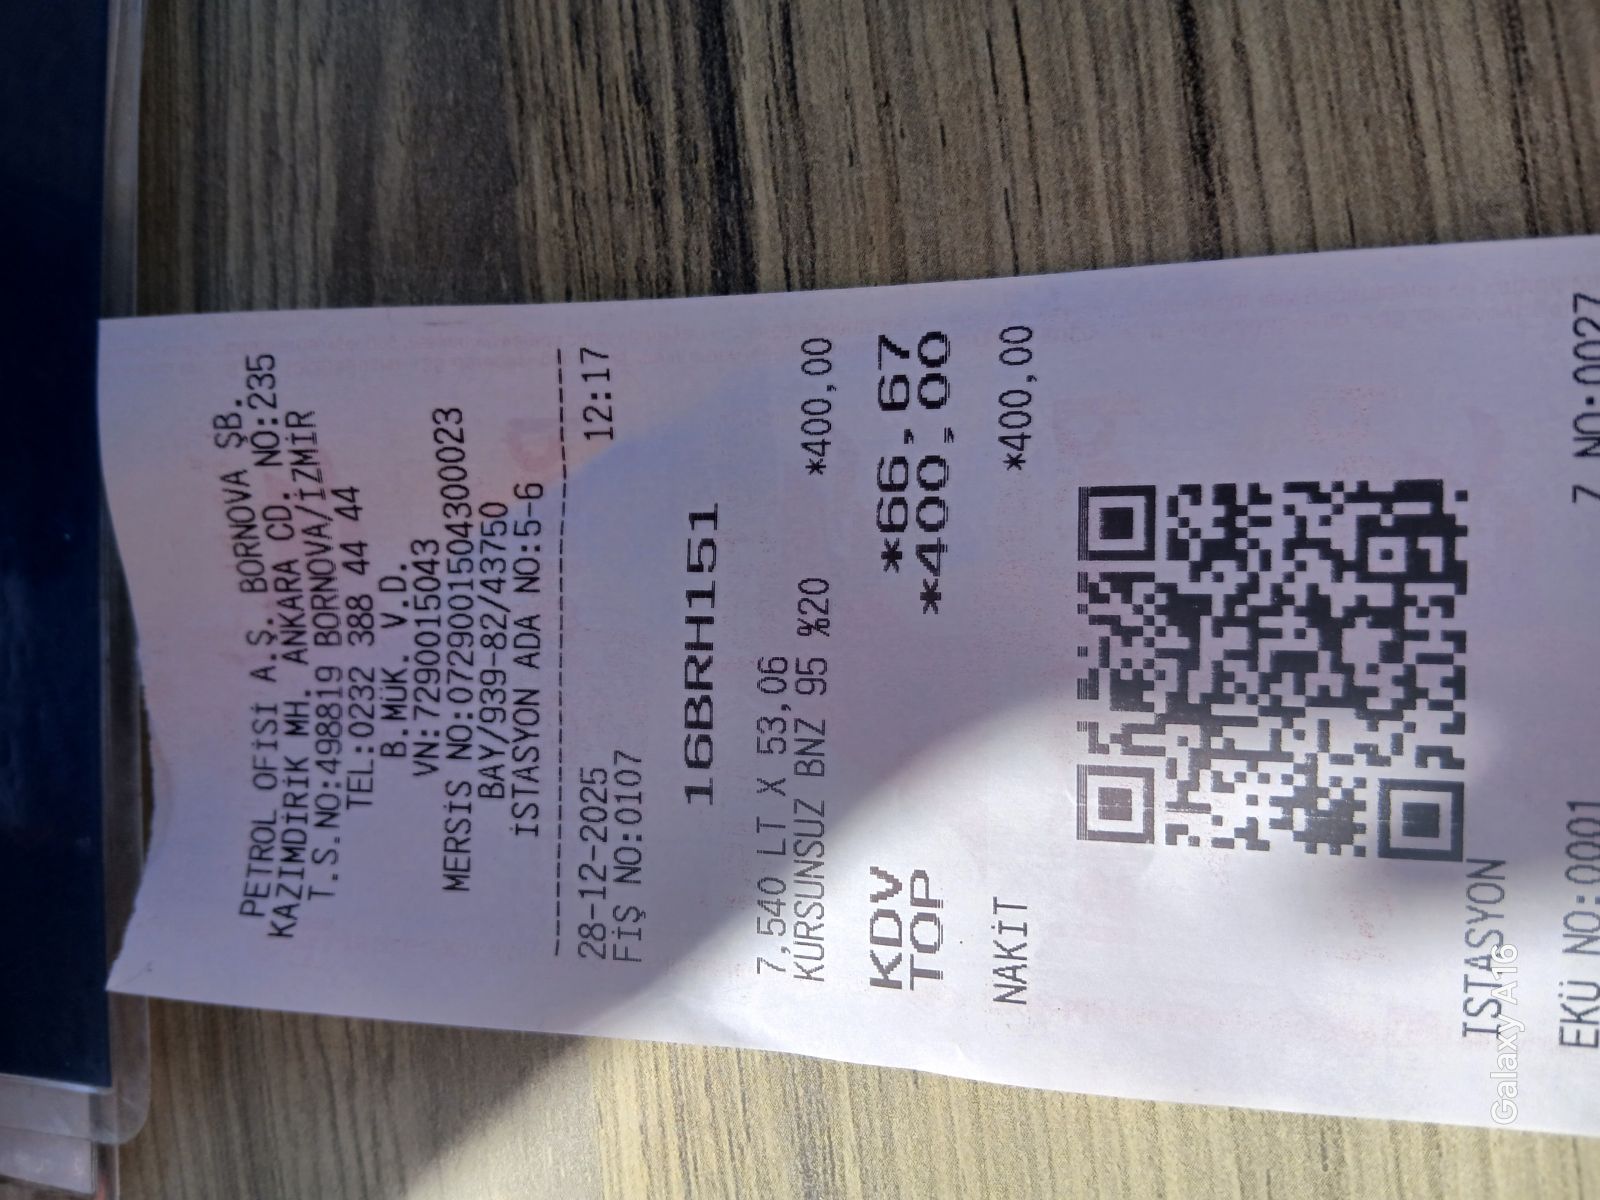 PETROL OFİSİ A.Ş. BORNOVA ŞB.
KAZIMDİRİK MH. ANKARA CD. NO:235
T.S.NO:498819 BORNOVA/İZMİR
TEL:0232 388 44 44
B.MÜK. V.D.
VN:7290015043
MERSİS NO:0729001504300023
BAY/939-82/43750
İSTASYON ADA NO:5-6
28-12-2025 12:17
FİŞ NO:0107
16BRH151
7,540 LT X 53,06
KURSUNSUZ BNZ 95 %20 *400,00
KDV *66,67
TOP *400,00
NAKİT *400,00
ISTASYON
EKÜ NO:0001 Z NO:0027
Galaxy A16